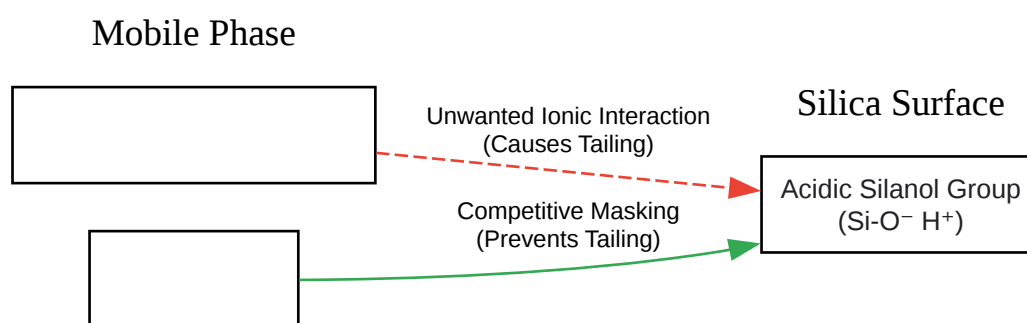 Mobile Phase
Unwanted Ionic Interaction
(Causes Tailing)
Silica Surface
Acidic Silanol Group
(Si-O⁻ H⁺)
Competitive Masking
(Prevents Tailing)